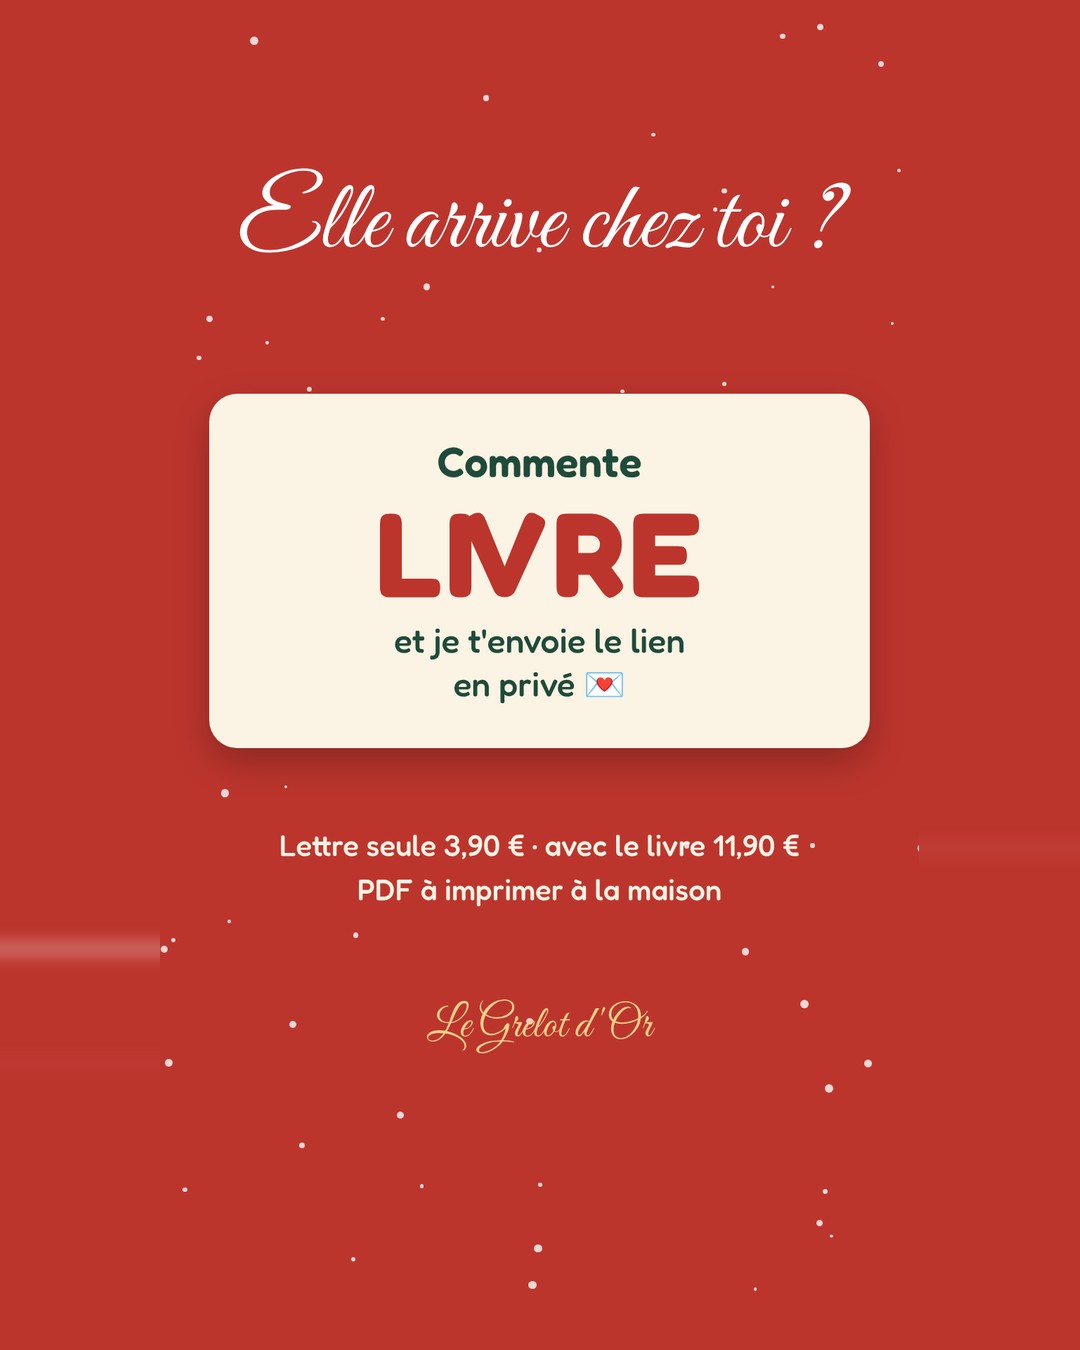 Elle arrive chez toi ?
Commente
LIVRE
et je t'envoie le lien
en privé 💌
Lettre seule 3,90 € · avec le livre 11,90 € ·
PDF à imprimer à la maison
Le Grelot d'Or